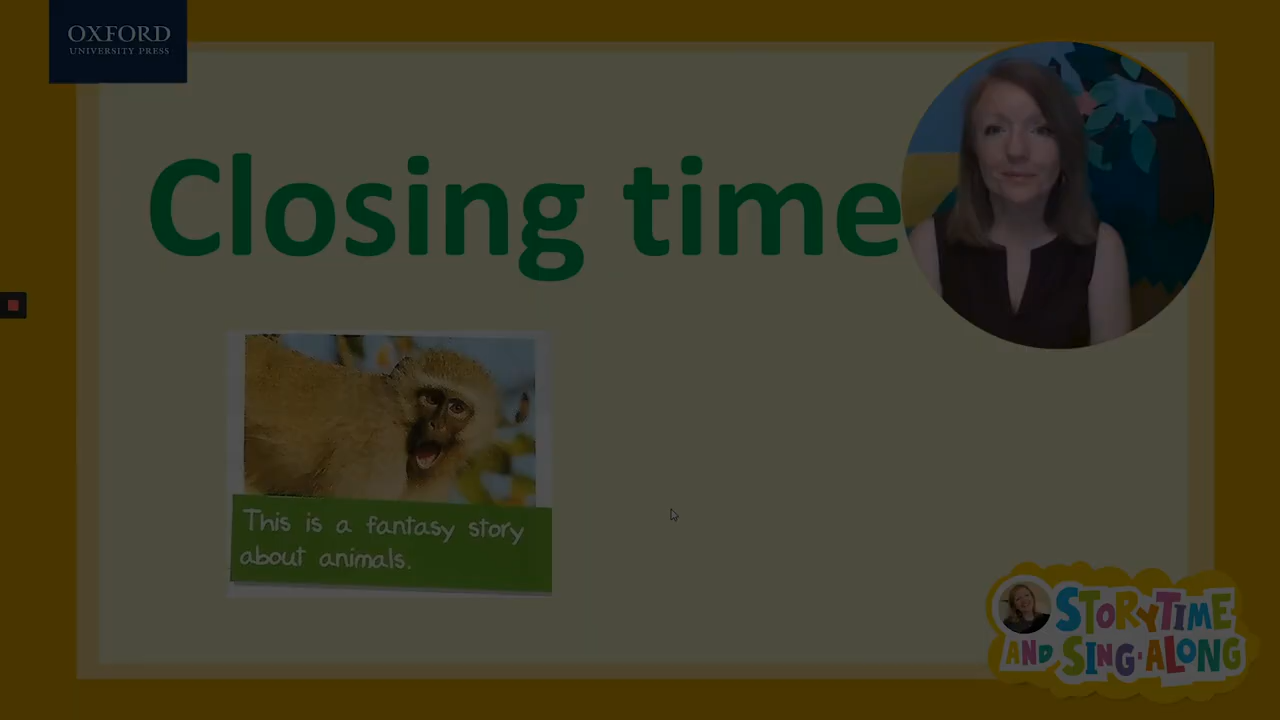 OXFORD
UNIVERSITY PRESS
Closing time
This is a fantasy story
about animals.
STORYTIME
AND SING-ALONG